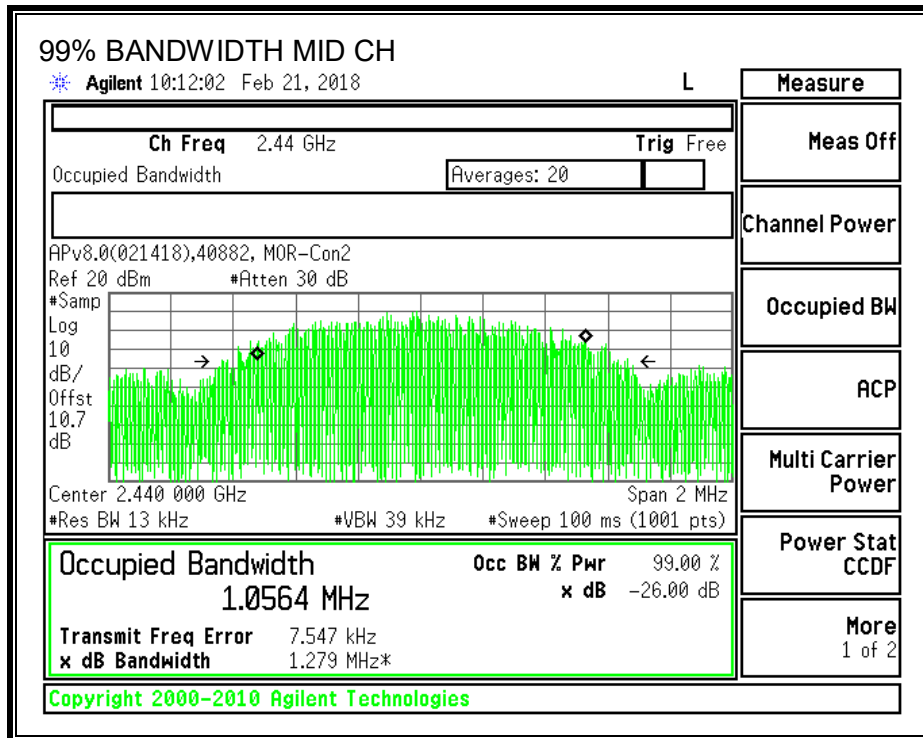 99% BANDWIDTH MID CH
Agilent 10:12:02 Feb 21, 2018 L
Measure
Ch Freq 2.44 GHz Trig Free
Meas Off
Occupied Bandwidth Averages: 20
Channel Power
APv8.0(021418),40882, MOR-Con2
Ref 20 dBm #Atten 30 dB
#Samp
Log
10
dB/
Offst
10.7
dB
Occupied BW
ACP
Multi Carrier
Power
Center 2.440 000 GHz Span 2 MHz
#Res BW 13 kHz #VBW 39 kHz #Sweep 100 ms (1001 pts)
Power Stat
CCDF
Occupied Bandwidth Occ BW % Pwr 99.00 %
1.0564 MHz x dB -26.00 dB
Transmit Freq Error 7.547 kHz
x dB Bandwidth 1.279 MHz*
More
1 of 2
Copyright 2000-2010 Agilent Technologies